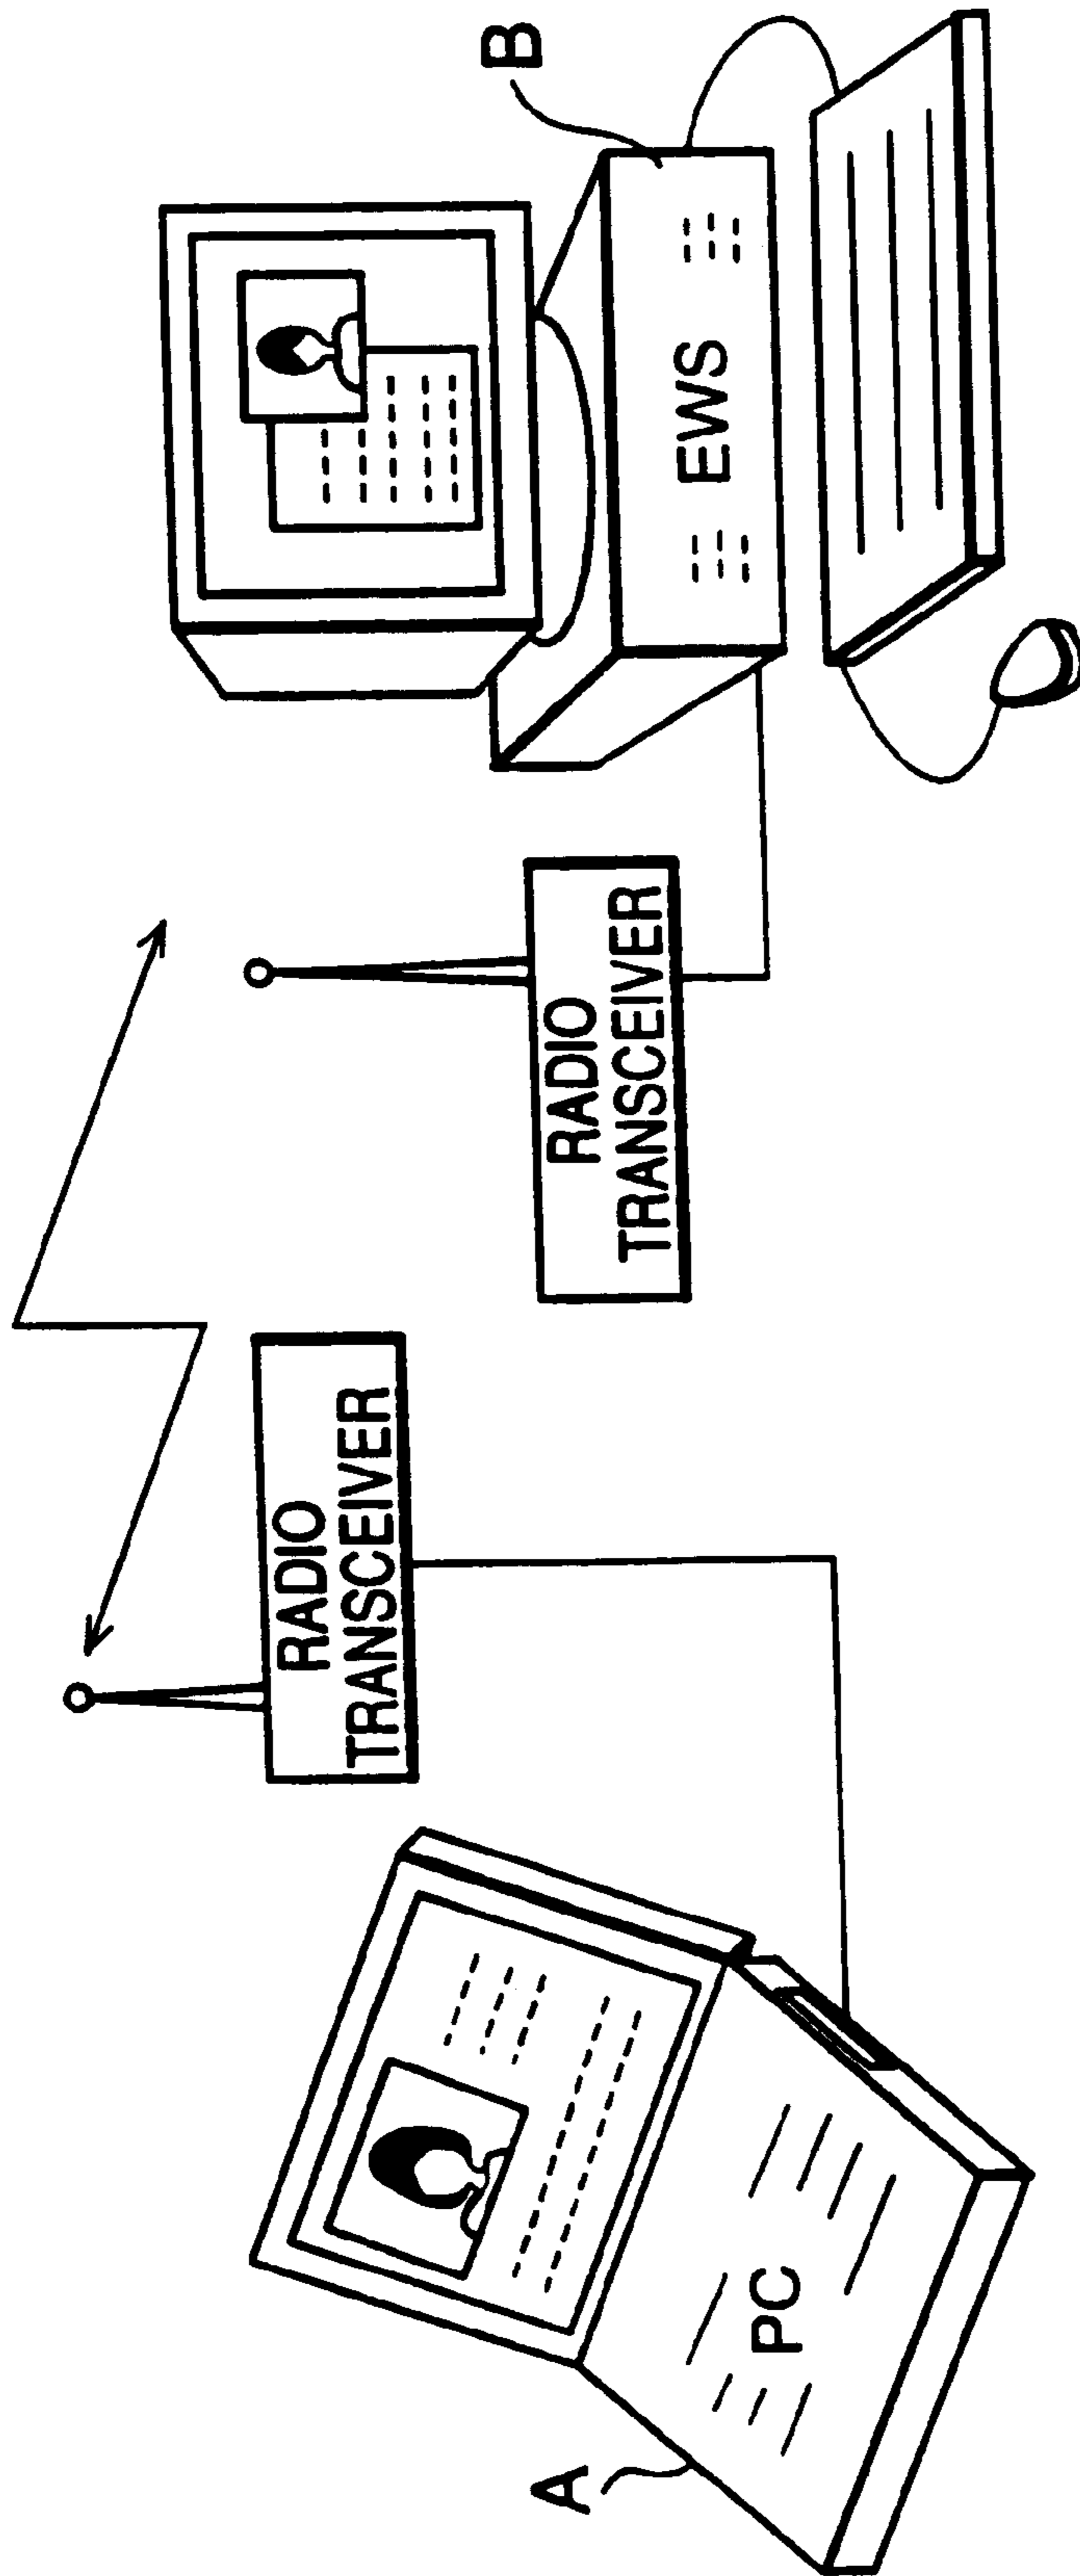 A
PC
RADIO
TRANSCEIVER
RADIO
TRANSCEIVER
EWS
B